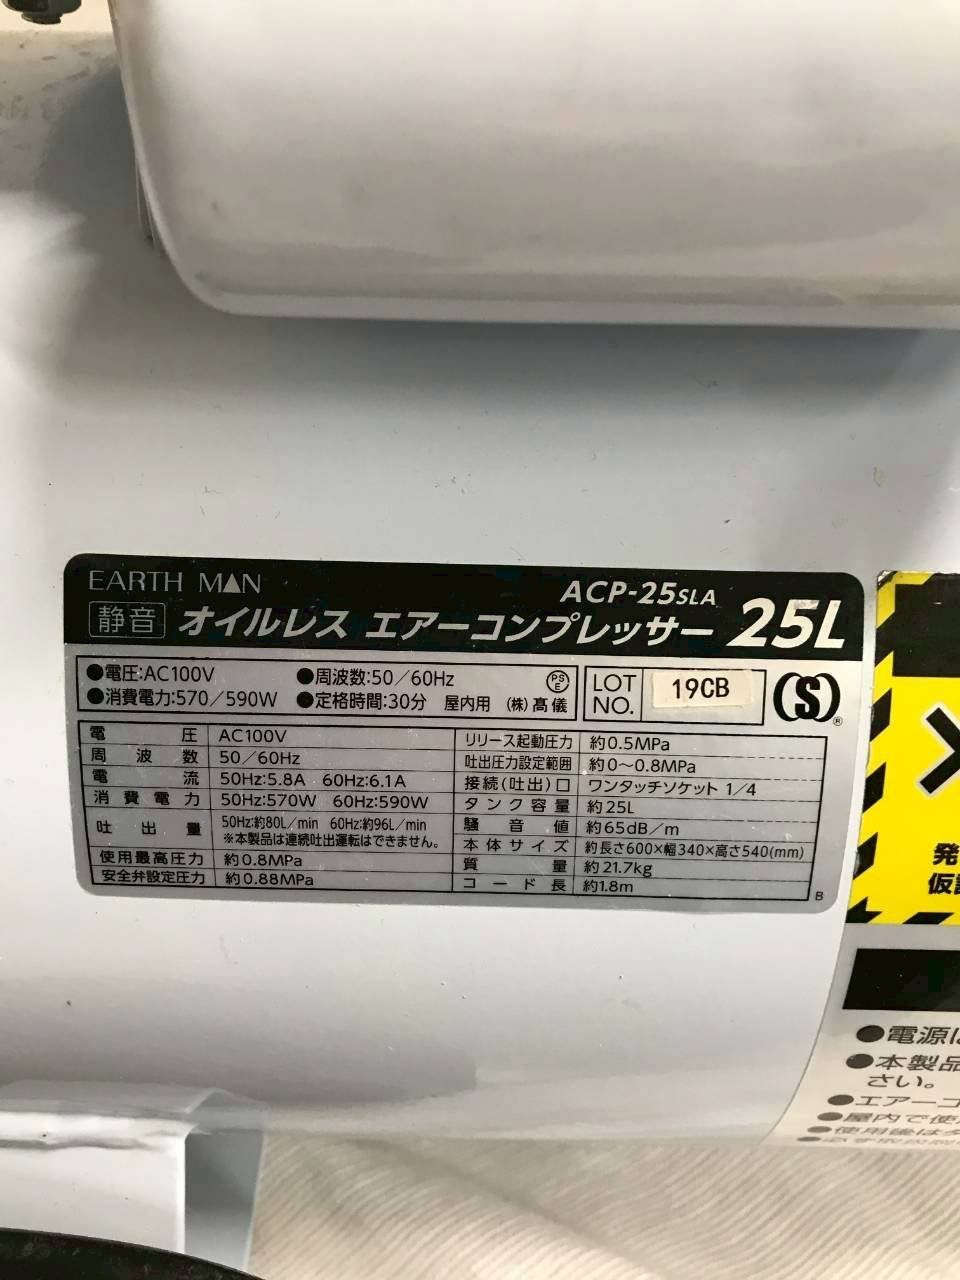 EARTH MAN
ACP-25SLA
静音 オイルレス エアーコンプレッサー 25L
●電圧:AC100V ●周波数:50/60Hz
●消費電力:570/590W ●定格時間:30分 屋内用 (株)髙儀
PS
E
LOT
NO.
19CB
S
®
電圧 AC100V
周波数 50/60Hz
電流 50Hz:5.8A 60Hz:6.1A
消費電力 50Hz:570W 60Hz:590W
吐出量 50Hz:約80L/min 60Hz:約96L/min
※本製品は連続吐出運転はできません。
使用最高圧力 約0.8MPa
安全弁設定圧力 約0.88MPa
リリース起動圧力 約0.5MPa
吐出圧力設定範囲 約0〜0.8MPa
接続(吐出)口 ワンタッチソケット 1/4
タンク容量 約25L
騒音値 約65dB/m
本体サイズ 約長さ600×幅340×高さ540(mm)
質量 約21.7kg
コード長 約1.8m
B
発
仮
●電源は
●本製品
さい。
●エアーコ
●屋内で使
●使用後は